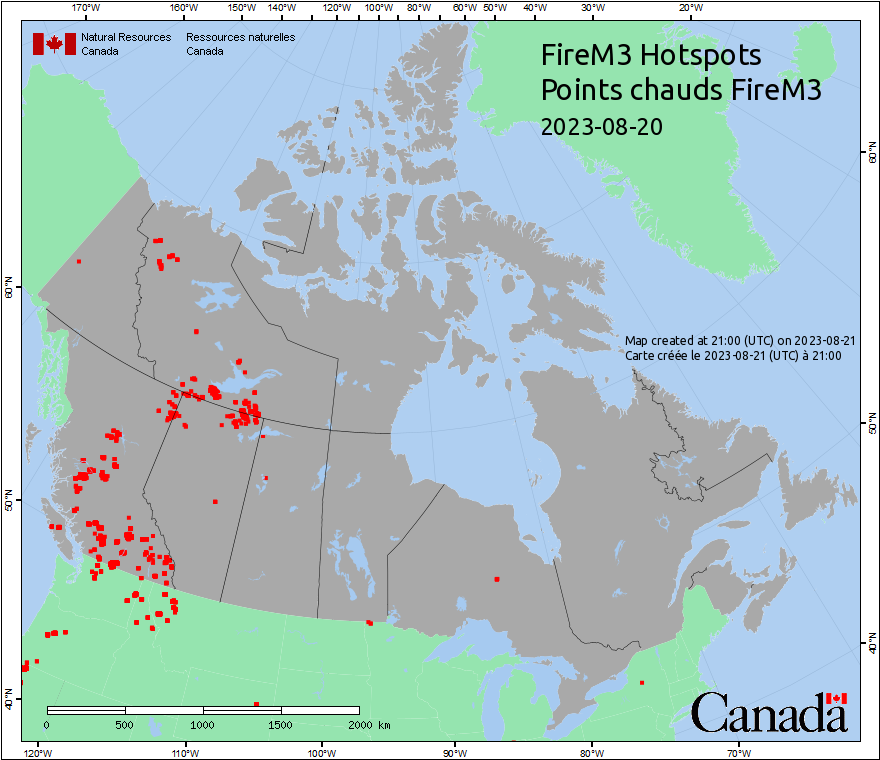 170°W 160°W 150°W 140°W 120°W 100°W 80°W 60°W 50°W 40°W 30°W 20°W
Natural Resources Ressources naturelles
Canada Canada
FireM3 Hotspots
Points chauds FireM3
2023-08-20
60°N
60°N
Map created at 21:00 (UTC) on 2023-08-21
Carte créée le 2023-08-21 (UTC) à 21:00
50°N
50°N
40°N
40°N
Canada
0 500 1000 1500 2000 km
120°W 110°W 100°W 90°W 80°W 70°W